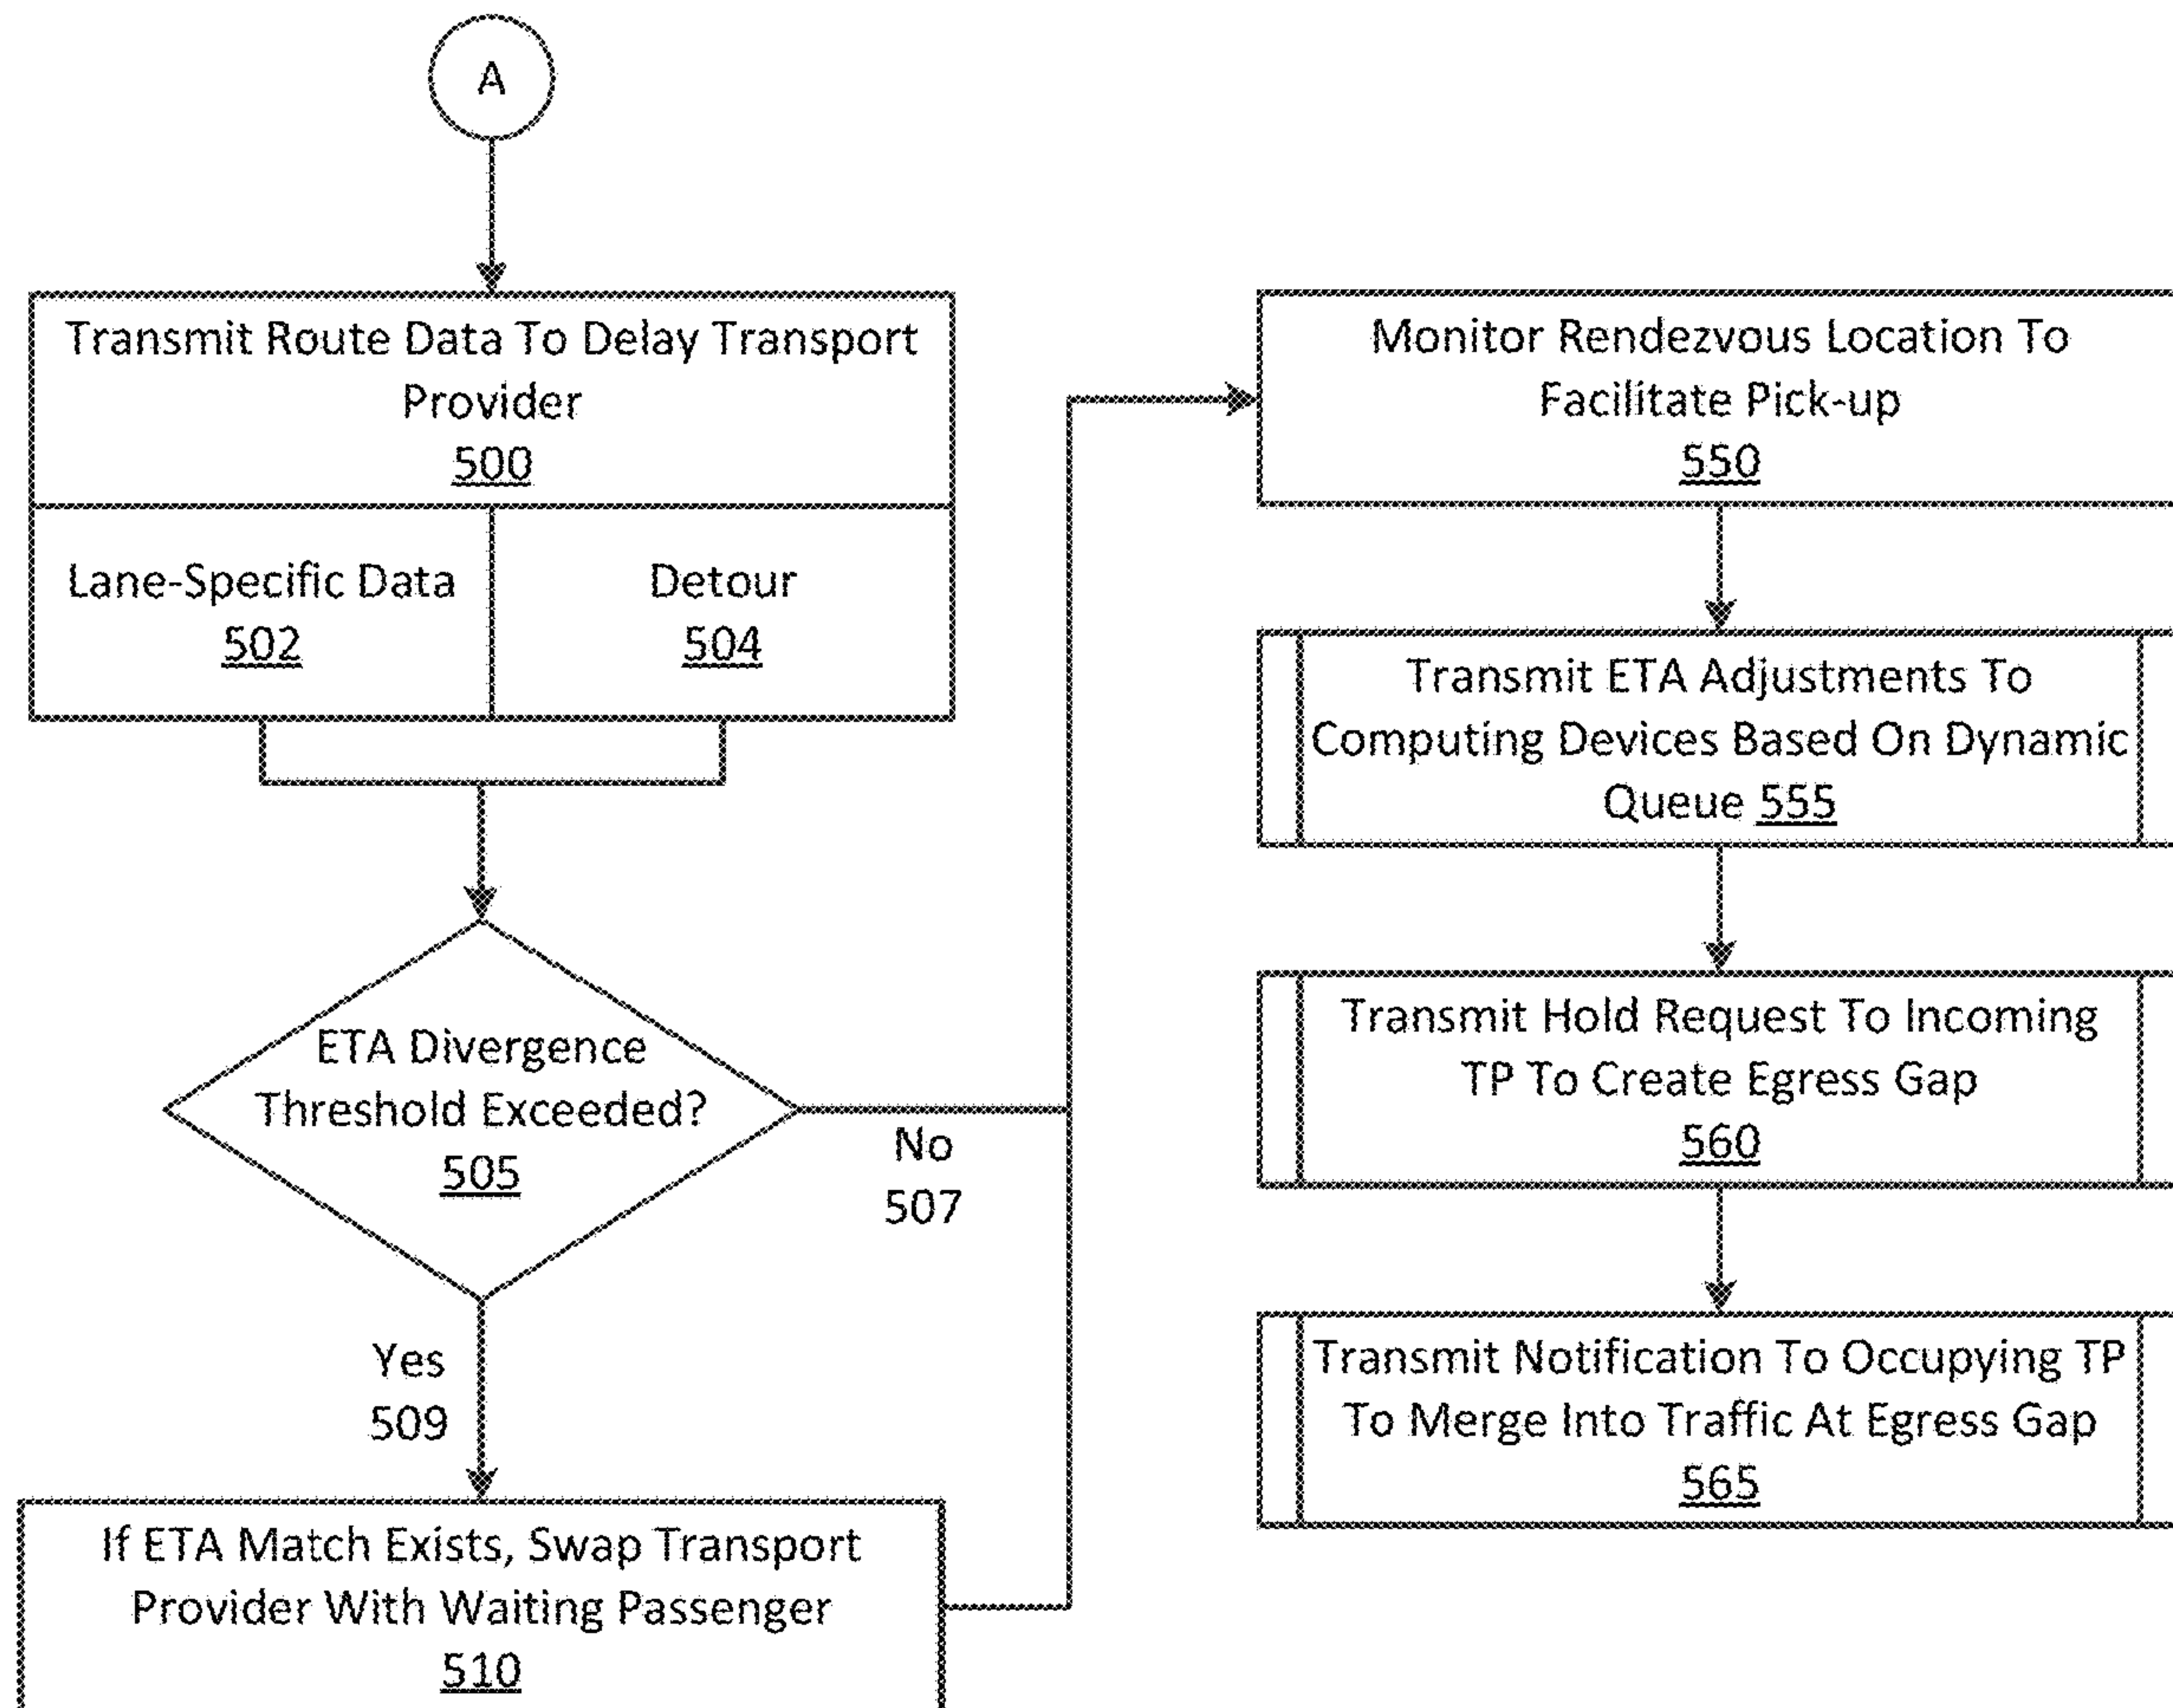 A
Transmit Route Data To Delay Transport
Provider
500
Lane-Specific Data
502
Detour
504
ETA Divergence
Threshold Exceeded?
505
No
507
Yes
509
If ETA Match Exists, Swap Transport
Provider With Waiting Passenger
510
Monitor Rendezvous Location To
Facilitate Pick-up
550
Transmit ETA Adjustments To
Computing Devices Based On Dynamic
Queue 555
Transmit Hold Request To Incoming
TP To Create Egress Gap
560
Transmit Notification To Occupying TP
To Merge Into Traffic At Egress Gap
565